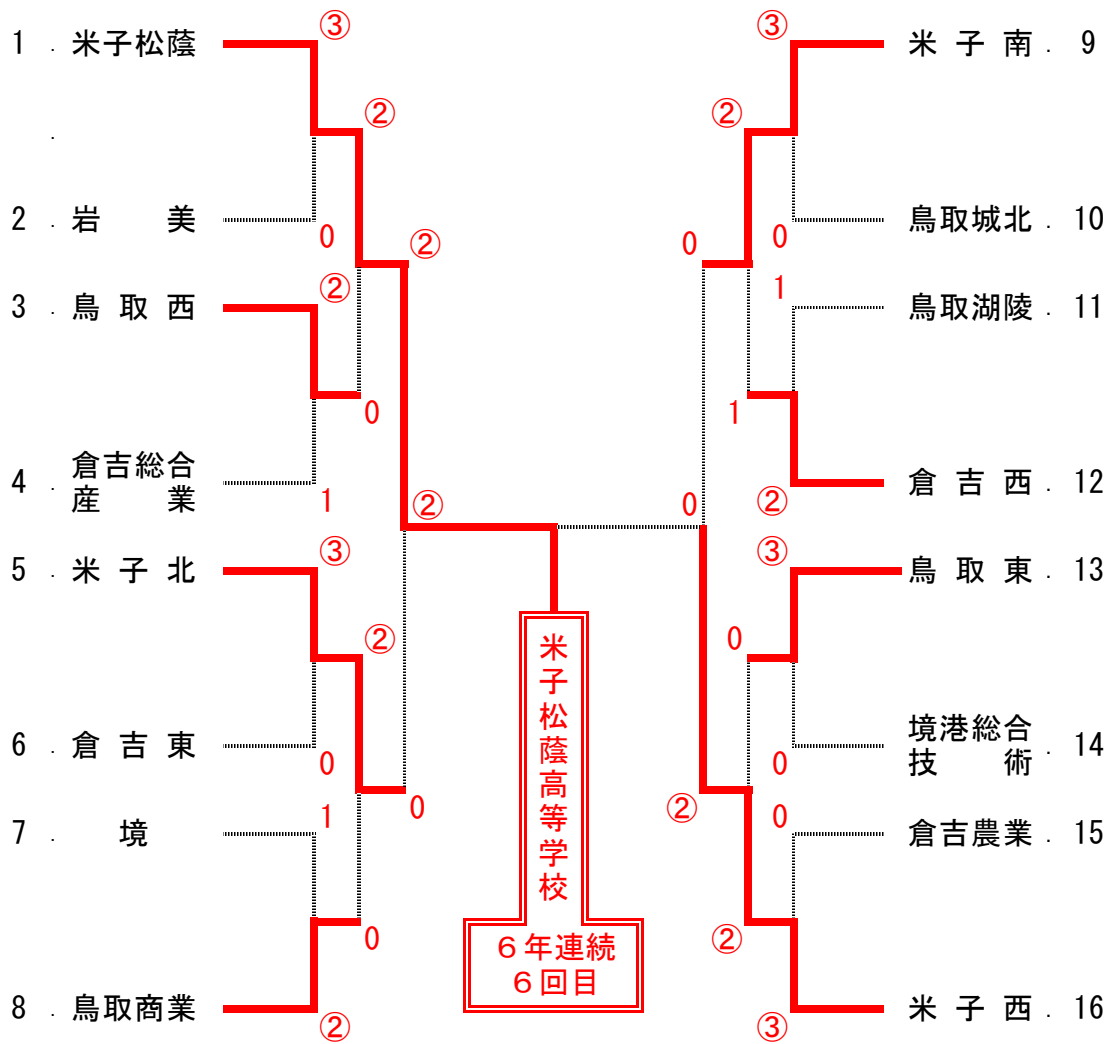 1 . 米子松蔭
.
2 . 岩 美
3 . 鳥 取 西
4 . 倉吉総合
産 業
5 . 米 子 北
6 . 倉 吉 東
7 . 境
8 . 鳥取商業
③
②
0
②
②
0
1
②
③
②
0
1
0
0
②
米子松蔭高等学校
６年連続
６回目
③
②
0
0
1
1
②
0
③
0
0
②
0
②
③
米 子 南 . 9
鳥取城北 . 10
鳥取湖陵 . 11
倉 吉 西 . 12
鳥 取 東 . 13
境港総合
技 術 . 14
倉吉農業 . 15
米 子 西 . 16